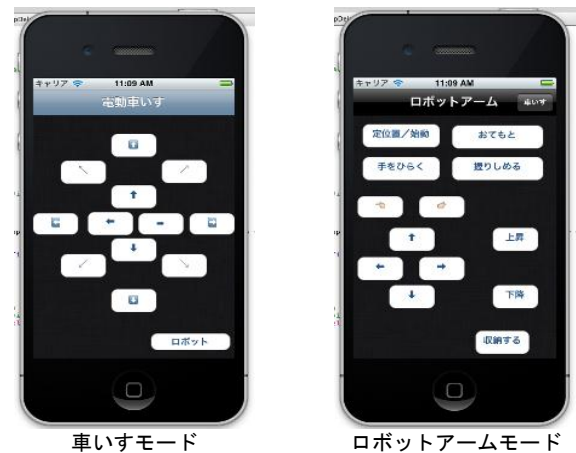 キャリア 11:09 AM
電動車いす
ロボット
車いすモード
キャリア 11:09 AM
ロボットアーム 車いす
定位置/始動 おてもと
手をひらく 握りしめる
上昇
下降
収納する
ロボットアームモード